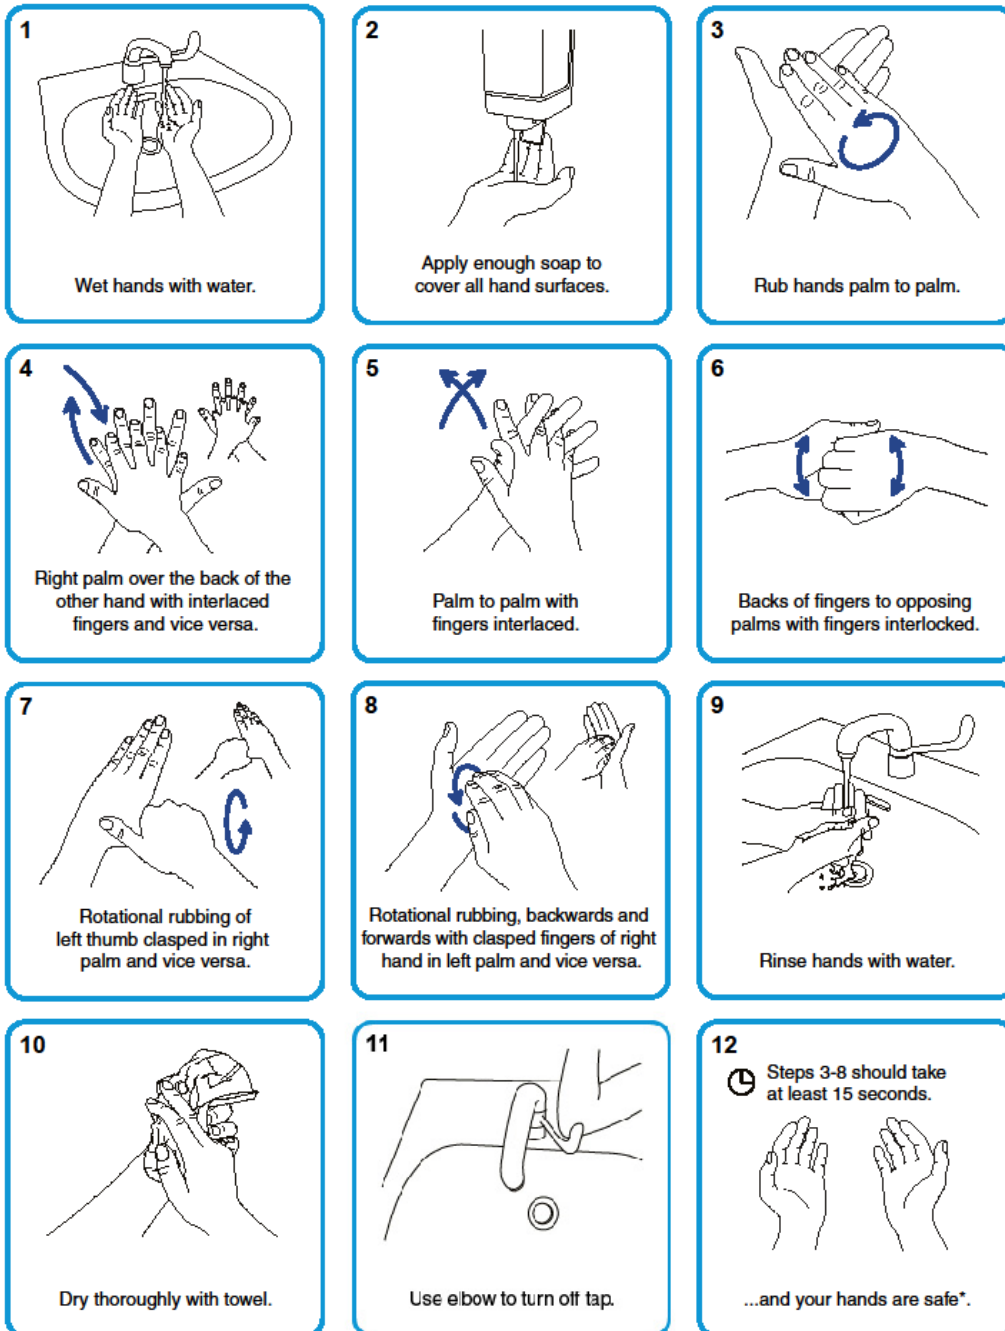 1
Wet hands with water.
2
Apply enough soap to
cover all hand surfaces.
3
Rub hands palm to palm.
4
Right palm over the back of the
other hand with interlaced
fingers and vice versa.
5
Palm to palm with
fingers interlaced.
6
Backs of fingers to opposing
palms with fingers interlocked.
7
Rotational rubbing of
left thumb clasped in right
palm and vice versa.
8
Rotational rubbing, backwards and
forwards with clasped fingers of right
hand in left palm and vice versa.
9
Rinse hands with water.
10
Dry thoroughly with towel.
11
Use elbow to turn off tap.
12
Steps 3-8 should take
at least 15 seconds.
...and your hands are safe*.